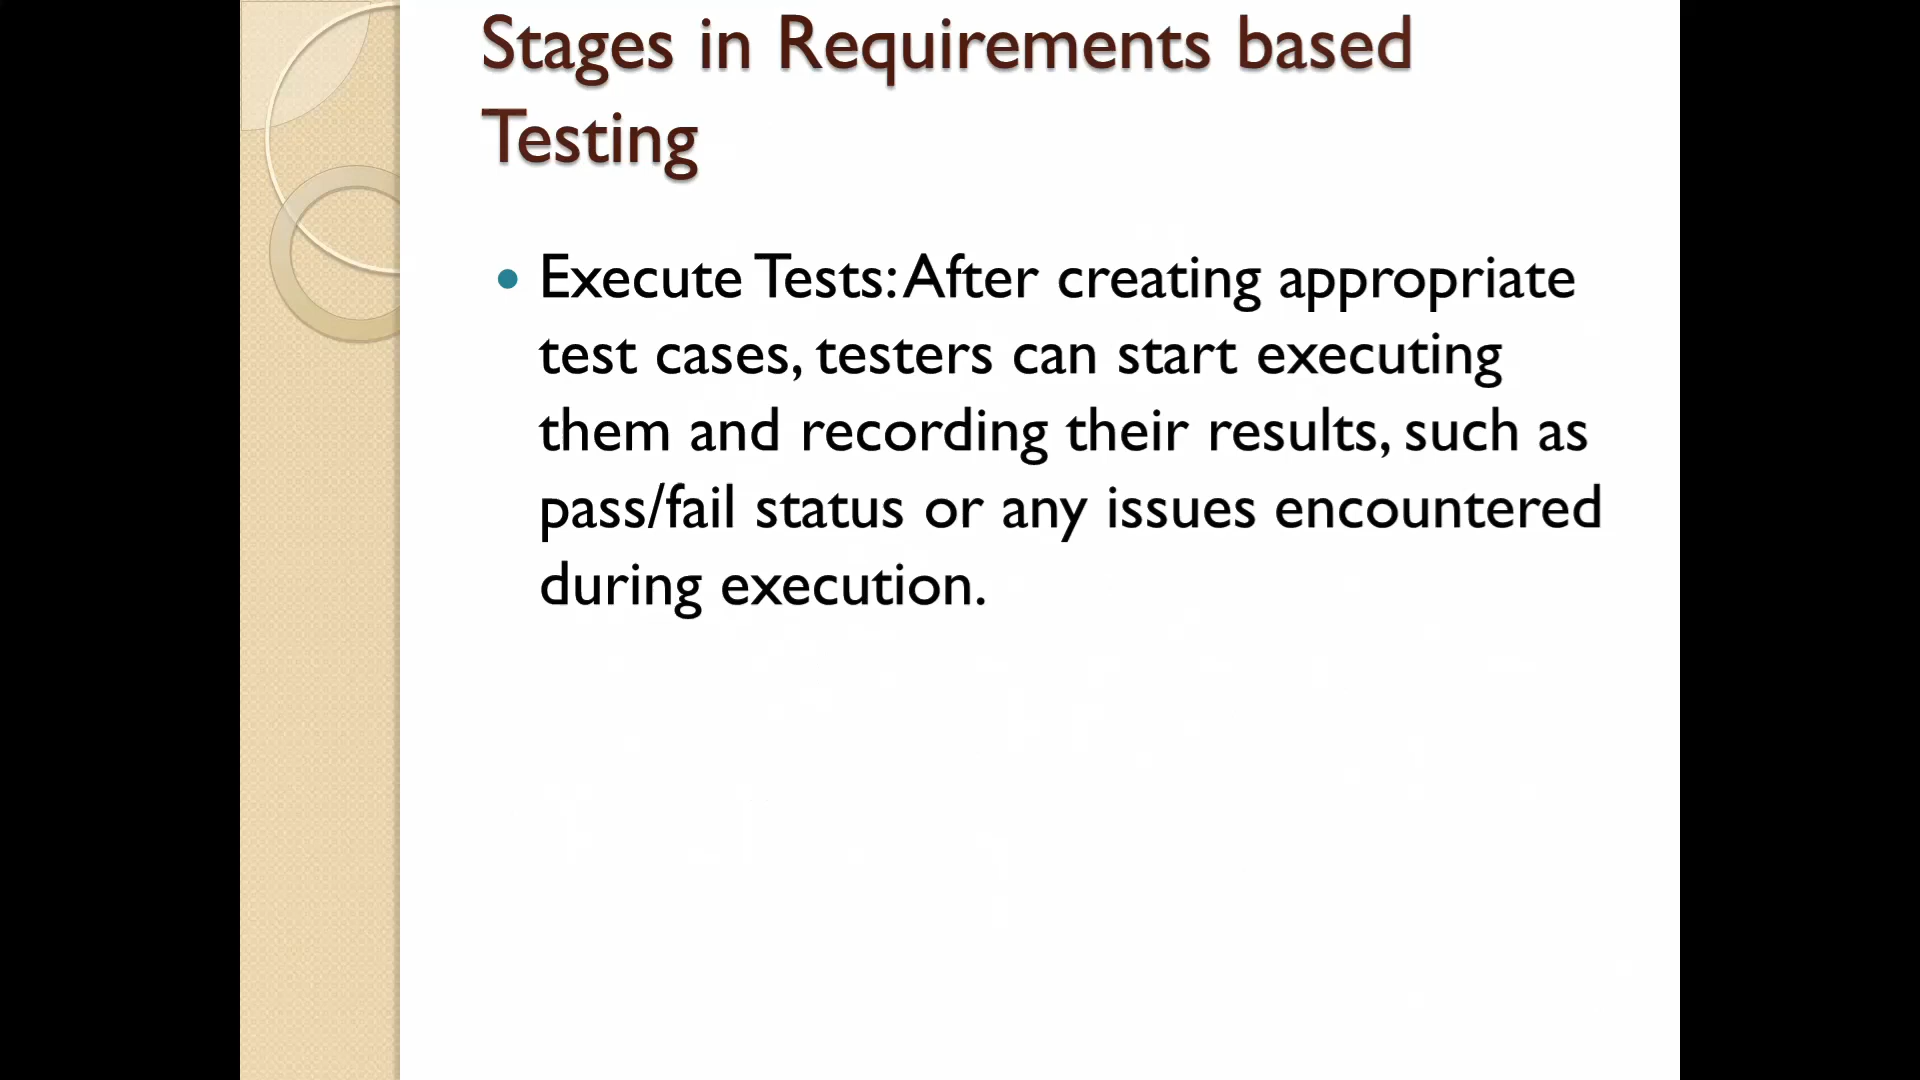 Stages in Requirements based
Testing
• Execute Tests: After creating appropriate
test cases, testers can start executing
them and recording their results, such as
pass/fail status or any issues encountered
during execution.